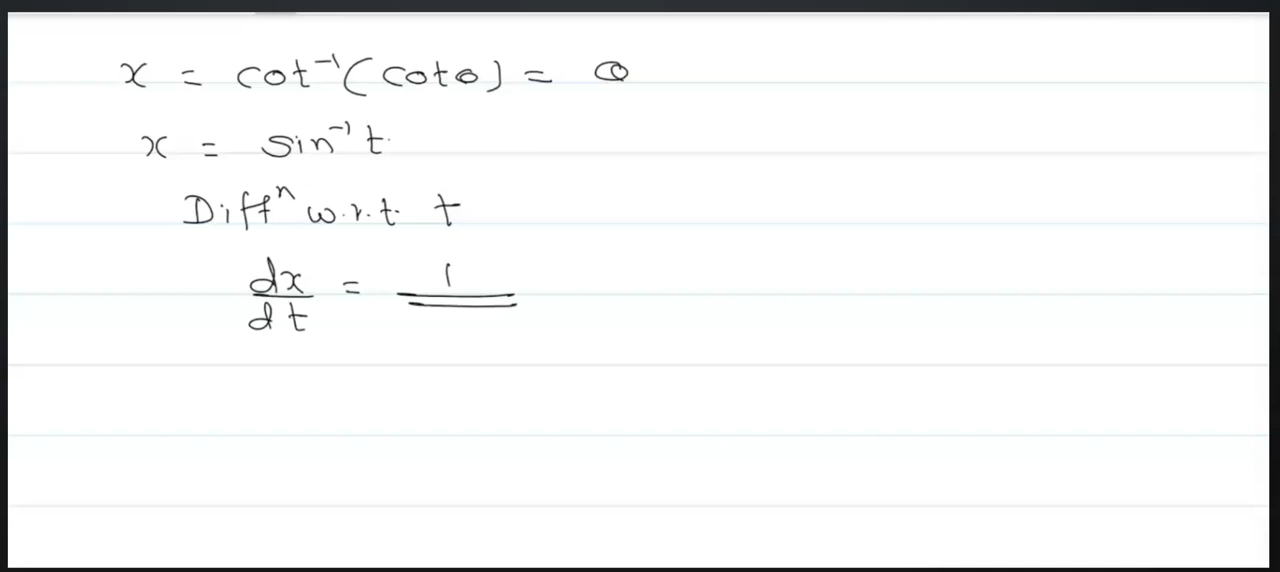 x = cot⁻¹(cotθ) = θ
x = sin⁻¹ t.
Diffⁿ w.r.t. t
dx/dt = 1/